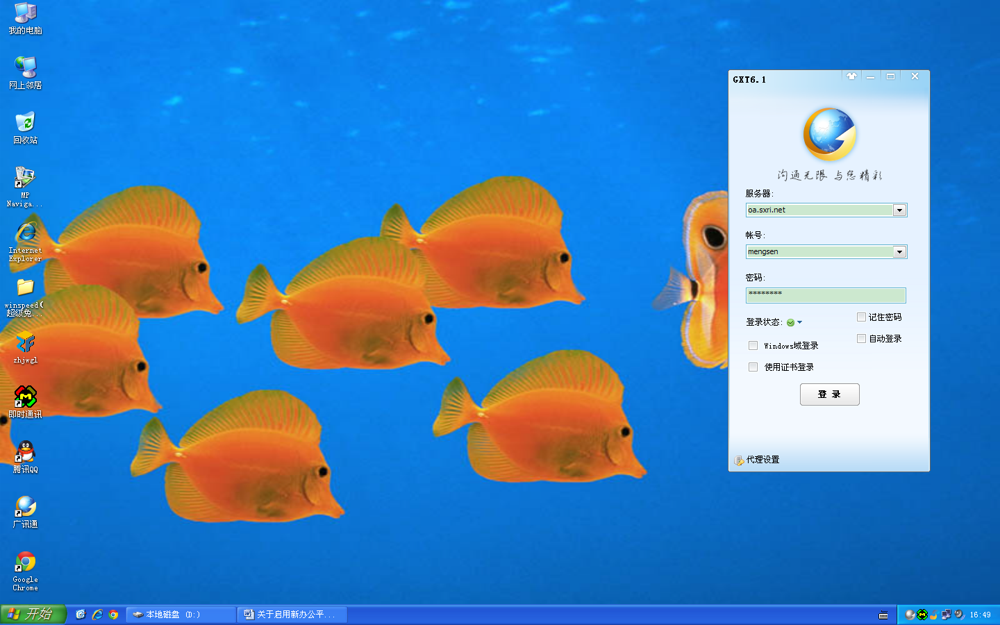 我的电脑
网上邻居
回收站
MP
Naviga...
Internet
Explorer
winspeed(
超级兔...
zhjwgl
即时通讯
腾讯QQ
广讯通
Google
Chrome
GXT6.1
沟通无限 与您精彩
服务器:
oa.sxri.net
帐号:
mengsen
密码:
********
登录状态:
记住密码
自动登录
Windows域登录
使用证书登录
登 录
代理设置
开始
本地磁盘 (D:)
关于启用新办公平...
16:49